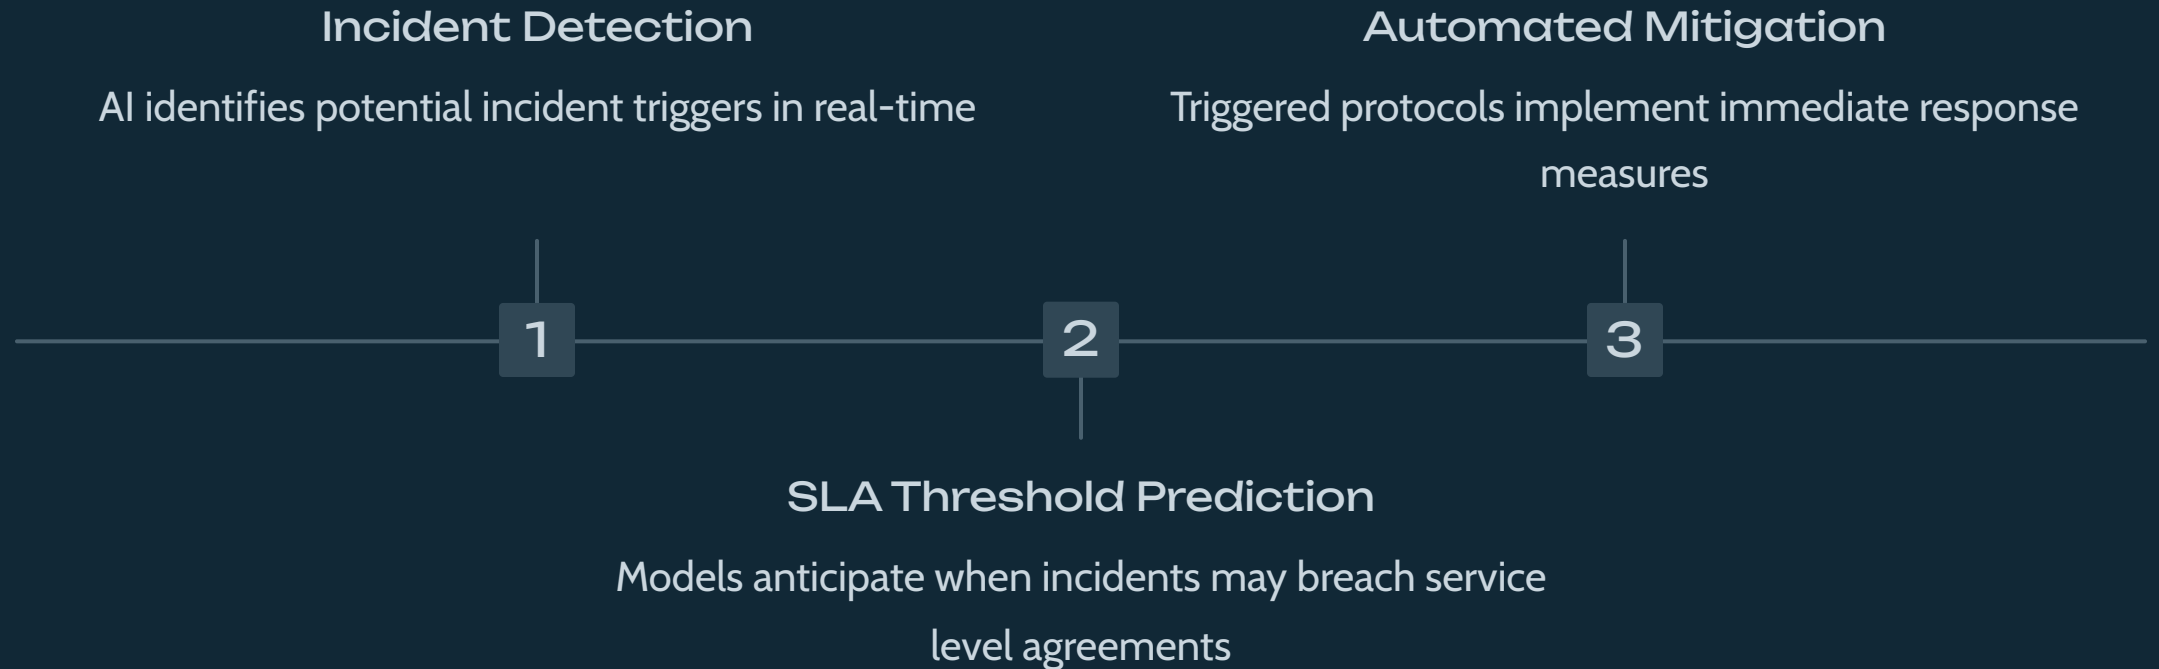 Incident Detection
AI identifies potential incident triggers in real-time
Automated Mitigation
Triggered protocols implement immediate response
measures
1
2
3
SLA Threshold Prediction
Models anticipate when incidents may breach service
level agreements